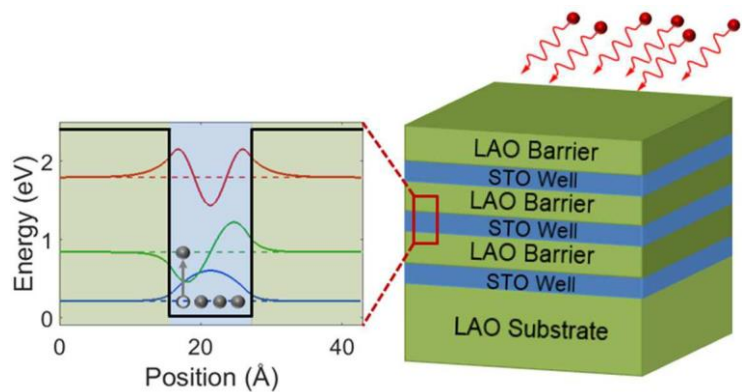 2
1
0
Energy (eV)
0
20
40
Position (Å)
LAO Barrier
STO Well
LAO Barrier
STO Well
LAO Barrier
STO Well
LAO Substrate